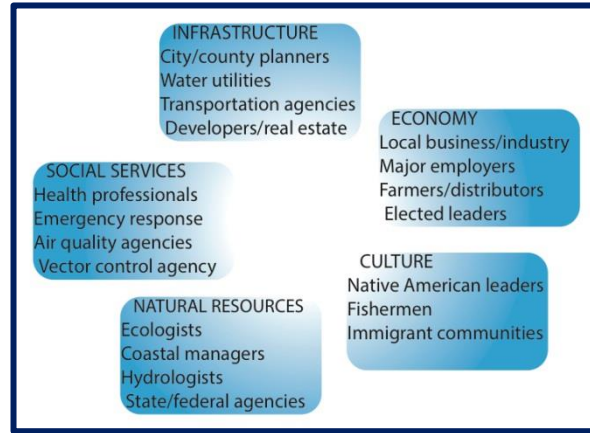 INFRASTRUCTURE
City/county planners
Water utilities
Transportation agencies
Developers/real estate
ECONOMY
Local business/industry
Major employers
Farmers/distributors
Elected leaders
SOCIAL SERVICES
Health professionals
Emergency response
Air quality agencies
Vector control agency
CULTURE
Native American leaders
Fishermen
Immigrant communities
NATURAL RESOURCES
Ecologists
Coastal managers
Hydrologists
State/federal agencies